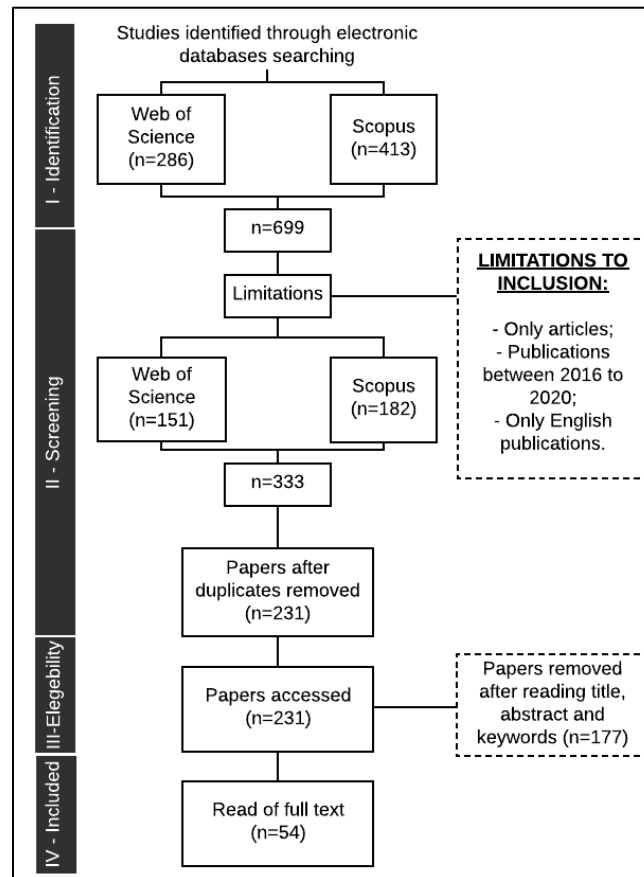 Studies identified through electronic
databases searching
Web of
Science
(n=286)
Scopus
(n=413)
I - Identification
n=699
Limitations
LIMITATIONS TO
INCLUSION:
- Only articles;
- Publications
between 2016 to
2020;
- Only English
publications.
Web of
Science
(n=151)
Scopus
(n=182)
II - Screening
n=333
Papers after
duplicates removed
(n=231)
III-Elegebility
Papers accessed
(n=231)
Papers removed
after reading title,
abstract and
keywords (n=177)
IV - Included
Read of full text
(n=54)